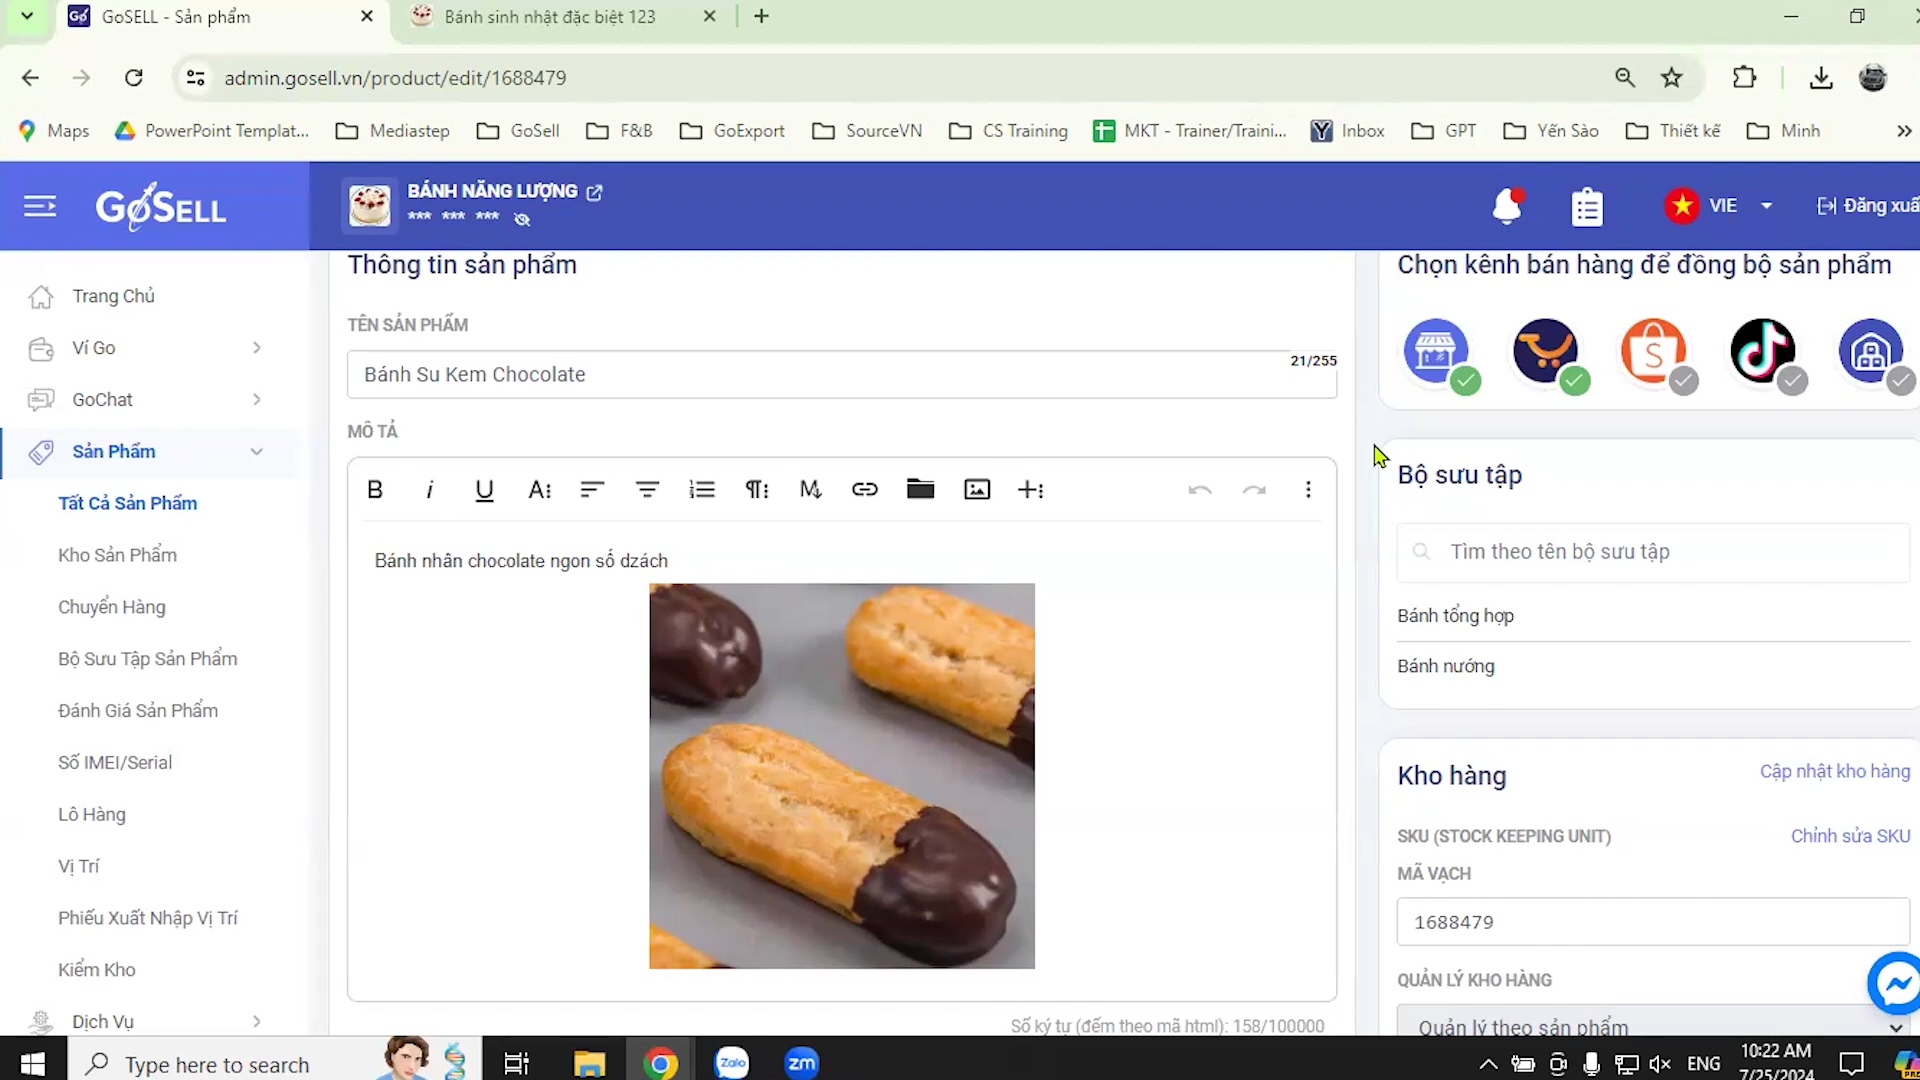 GoSELL - Sản phẩm
Bánh sinh nhật đặc biệt 123
admin.gosell.vn/product/edit/1688479
Maps
PowerPoint Templat...
Mediastep
GoSell
F&B
GoExport
SourceVN
CS Training
MKT - Trainer/Traini...
Inbox
GPT
Yến Sào
Thiết kế
Minh
GoSELL
BÁNH NĂNG LƯỢNG
*** *** ***
VIE
Đăng xuấ
Trang Chủ
Ví Go
GoChat
Sản Phẩm
Tất Cả Sản Phẩm
Kho Sản Phẩm
Chuyển Hàng
Bộ Sưu Tập Sản Phẩm
Đánh Giá Sản Phẩm
Số IMEI/Serial
Lô Hàng
Vị Trí
Phiếu Xuất Nhập Vị Trí
Kiểm Kho
Dịch Vụ
Thông tin sản phẩm
TÊN SẢN PHẨM
21/255
Bánh Su Kem Chocolate
MÔ TẢ
Bánh nhân chocolate ngon số dzách
Số ký tự (đếm theo mã html): 158/100000
Chọn kênh bán hàng để đồng bộ sản phẩm
Bộ sưu tập
Tìm theo tên bộ sưu tập
Bánh tổng hợp
Bánh nướng
Kho hàng
Cập nhật kho hàng
SKU (STOCK KEEPING UNIT)
Chỉnh sửa SKU
MÃ VẠCH
1688479
QUẢN LÝ KHO HÀNG
Quản lý theo sản phẩm
Type here to search
Zalo
zm
ENG
10:22 AM
7/25/2024